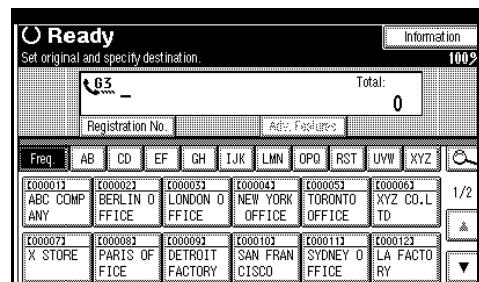 Ready
Information
Set original and specify destination.
100%
G3 _
Total:
0
Registration No.
Adv. Features
Freq. AB CD EF GH IJK LMN OPQ RST UVW XYZ
[00001] [00002] [00003] [00004] [00005] [00006]
ABC COMP BERLIN O LONDON O NEW YORK TORONTO XYZ CO.L
ANY FFICE FFICE OFFICE OFFICE TD
1/2
[00007] [00008] [00009] [00010] [00011] [00012]
X STORE PARIS OF DETROIT SAN FRAN SYDNEY O LA FACTO
FICE FACTORY CISCO FFICE RY